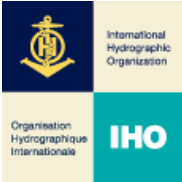 International
Hydrographic
Organization
Organisation
Hydrographique
Internationale
IHO